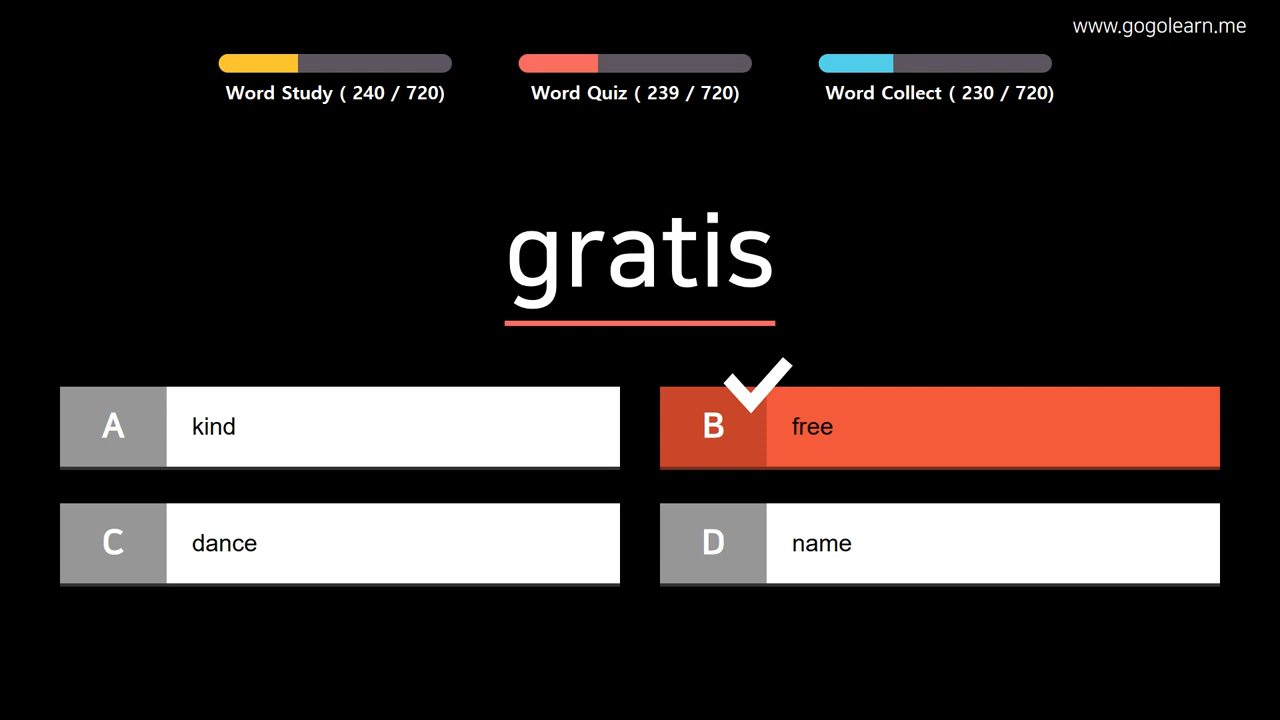 www.gogolearn.me
Word Study ( 240 / 720)
Word Quiz ( 239 / 720)
Word Collect ( 230 / 720)
gratis
A kind
B free
C dance
D name